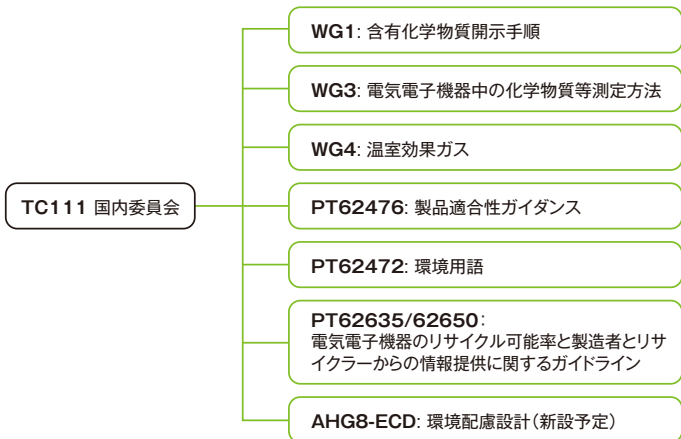 WG1: 含有化学物質開示手順
WG3: 電気電子機器中の化学物質等測定方法
WG4: 温室効果ガス
TC111 国内委員会
PT62476: 製品適合性ガイダンス
PT62472: 環境用語
PT62635/62650:
電気電子機器のリサイクル可能率と製造者とリサ
イクラーからの情報提供に関するガイドライン
AHG8-ECD: 環境配慮設計（新設予定）